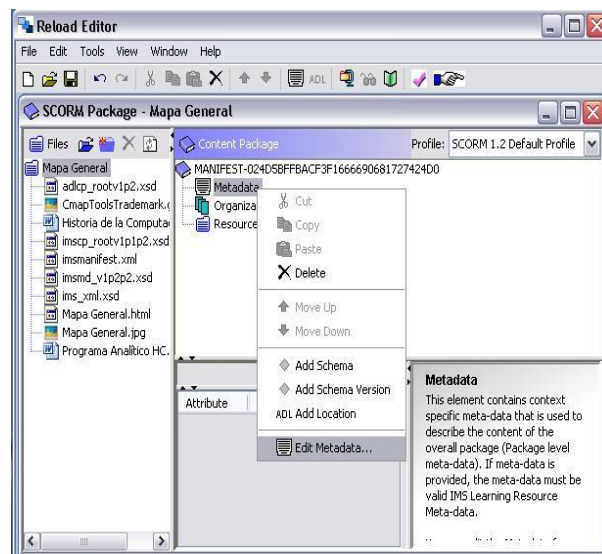 Reload Editor
File Edit Tools View Window Help
ADL
SCORM Package - Mapa General
Files
Content Package
Profile: SCORM 1.2 Default Profile
Mapa General
adlcp_rootv1p2.xsd
CmapToolsTrademark.g
Historia de la Computa
imscp_rootv1p1p2.xsd
imsmanifest.xml
imsmd_v1p2p2.xsd
ims_xml.xsd
Mapa General.html
Mapa General.jpg
Programa Analítico HC.
MANIFEST-024D5BFFBACF3F1666690681727424D0
Metadata
Organiza
Resource
Cut
Copy
Paste
Delete
Move Up
Move Down
Add Schema
Add Schema Version
ADL Add Location
Edit Metadata...
Attribute
Metadata
This element contains context
specific meta-data that is used to
describe the content of the
overall package (Package level
meta-data). If meta-data is
provided, the meta-data must be
valid IMS Learning Resource
Meta-data.